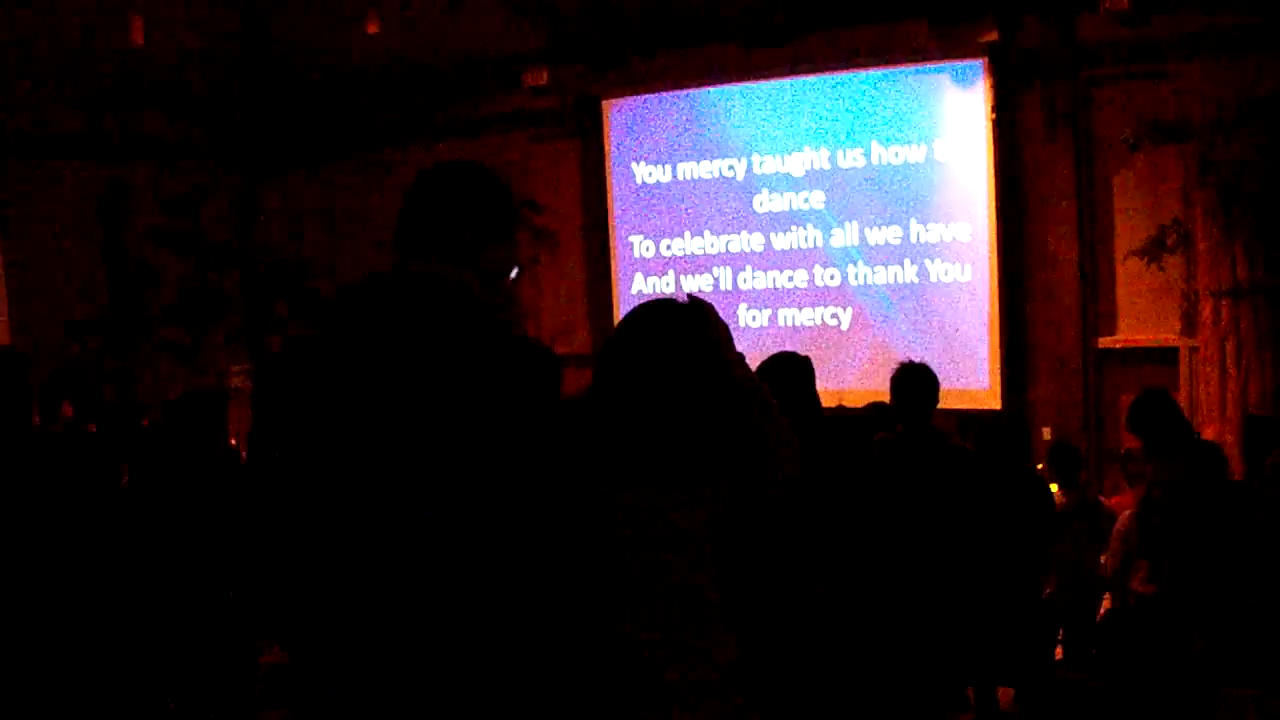 You mercy taught us how
dance
To celebrate with all we have
And we'll dance to thank You
for mercy